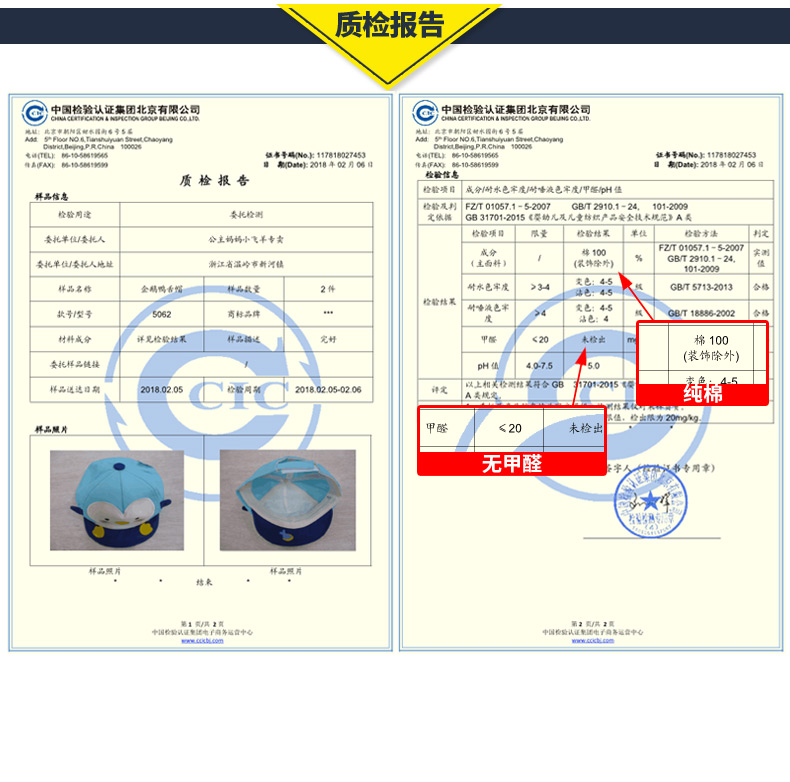 质检报告
中国检验认证集团北京有限公司
CHINA CERTIFICATION & INSPECTION GROUP BEIJING CO.,LTD.
地址: 北京市朝阳区甜水园街6号5层
Add: 5th Floor NO.6,Tianshuiyuan Street,Chaoyang
District,Beijing,P.R.China 100026
电话(TEL): 86-10-58619565
传真(FAX): 86-10-58619599
证书号码(No.): 117818027453
日 期(Date): 2018 年 02 月 06 日
质 检 报 告
样品信息
检验用途 委托检测
委托单位/委托人 公主妈妈小飞羊专卖
委托单位/委托人地址 浙江省温岭市新河镇
样品名称 企鹅鸭舌帽 样品数量 2 件
款号/型号 5062 商标品牌 ***
材料成分 详见检验结果 样品描述 完好
委托样品链接 /
样品送达日期 2018.02.05 检验周期 2018.02.05-02.06
CCIC
样品照片
样品照片 样品照片
* * 结束 * *
第 1 页/共 2 页
中国检验认证集团电子商务运营中心
www.ccicbj.com
中国检验认证集团北京有限公司
CHINA CERTIFICATION & INSPECTION GROUP BEIJING CO.,LTD.
地址: 北京市朝阳区甜水园街6号5层
Add: 5th Floor NO.6,Tianshuiyuan Street,Chaoyang
District,Beijing,P.R.China 100026
电话(TEL): 86-10-58619565
传真(FAX): 86-10-58619599
证书号码(No.): 117818027453
日 期(Date): 2018 年 02 月 06 日
检验信息
检验项目 成分/耐水色牢度/耐唾液色牢度/甲醛/pH 值
检验及判定依据 FZ/T 01057.1-5-2007 GB/T 2910.1-24, 101-2009
GB 31701-2015《婴幼儿及儿童纺织产品安全技术规范》A 类
检验结果
检验项目 限量 检验结果 单位 检验方法 判定
成分(主面料) / 棉 100(装饰除外) % FZ/T 01057.1-5-2007 GB/T 2910.1-24, 101-2009 实测值
耐水色牢度 ≥3-4 变色: 4-5 沾色: 4-5 级 GB/T 5713-2013 合格
耐唾液色牢度 ≥4 变色: 4-5 沾色: 4 级 GB/T 18886-2002 合格
甲醛 ≤20 未检出
pH 值 4.0-7.5 5.0
评定 以上相关检测结果符合 GB 31701-2015《婴
A 类规定。
检出限为 20mg/kg.
棉 100
(装饰除外)
变色: 4-5
纯棉
甲醛 ≤20 未检出
无甲醛
签字人(检验证书专用章)
第 2 页/共 2 页
中国检验认证集团电子商务运营中心
www.ccicbj.com